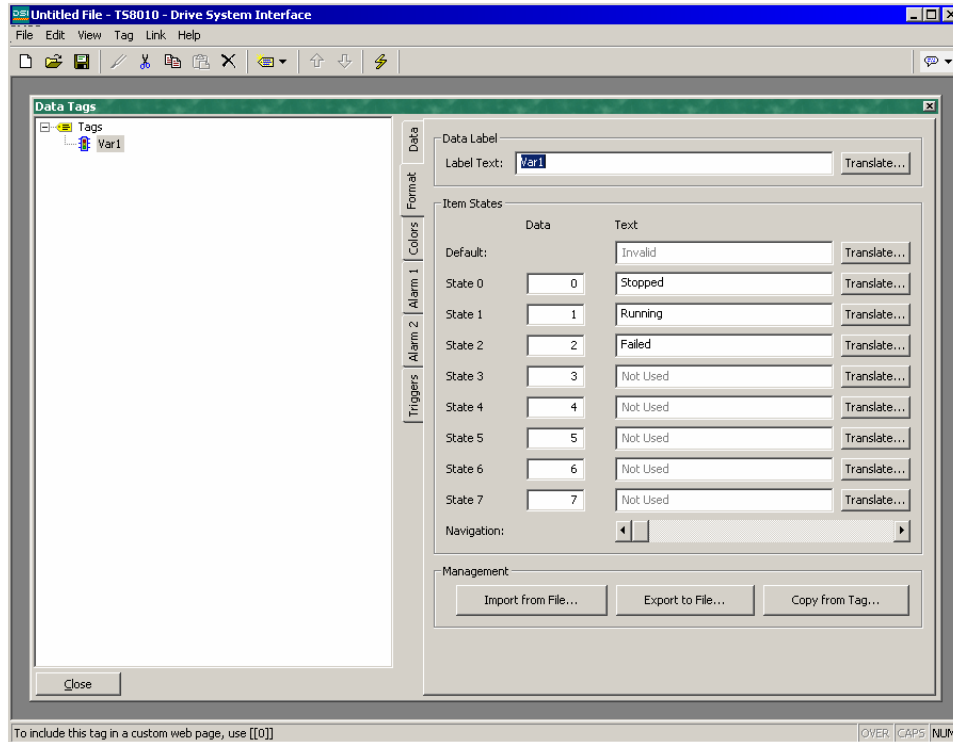 DSI Untitled File - TS8010 - Drive System Interface
File Edit View Tag Link Help
Data Tags
Tags
Var1
Data
Format
Colors
Alarm 1
Alarm 2
Triggers
Data Label
Label Text: Var1 Translate...
Item States
Data Text
Default: Invalid Translate...
State 0 0 Stopped Translate...
State 1 1 Running Translate...
State 2 2 Failed Translate...
State 3 3 Not Used Translate...
State 4 4 Not Used Translate...
State 5 5 Not Used Translate...
State 6 6 Not Used Translate...
State 7 7 Not Used Translate...
Navigation:
Management
Import from File... Export to File... Copy from Tag...
Close
To include this tag in a custom web page, use [[0]] OVER CAPS NUM